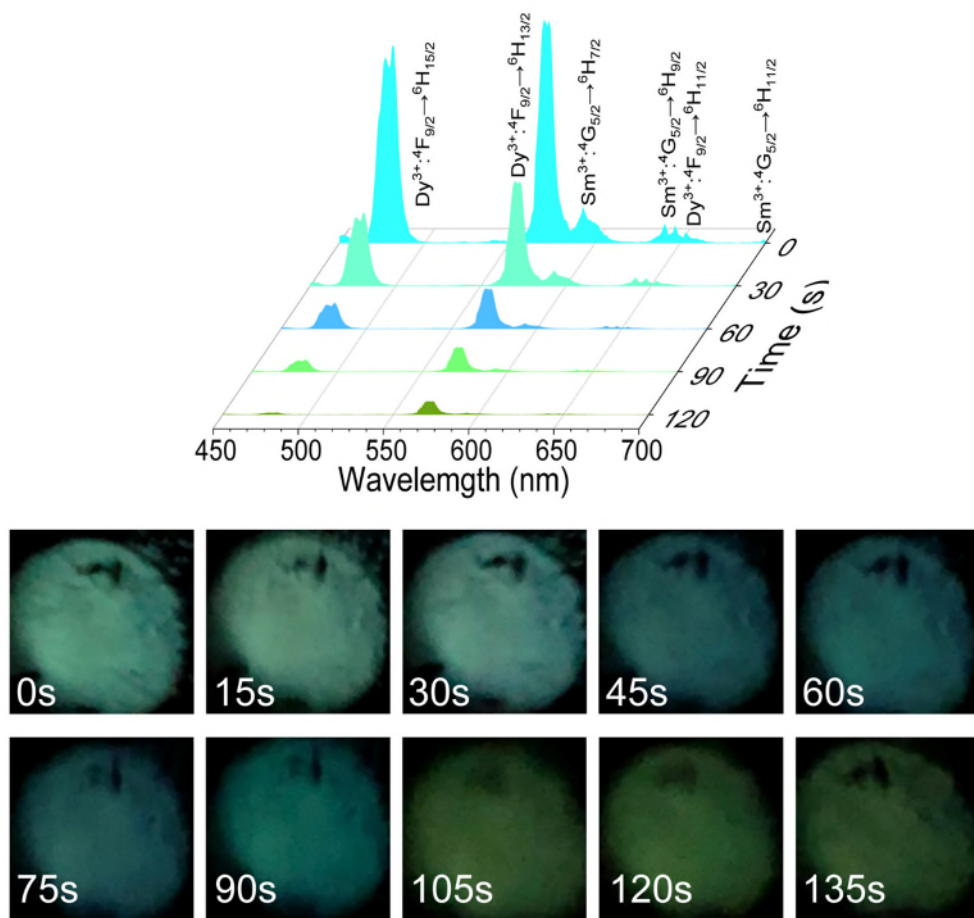 Dy³⁺:⁴F₉/₂→⁶H₁₅/₂
Dy³⁺:⁴F₉/₂→⁶H₁₃/₂
Sm³⁺:⁴G₅/₂→⁶H₇/₂
Sm³⁺:⁴G₅/₂→⁶H₉/₂
Dy³⁺:⁴F₉/₂→⁶H₁₁/₂
Sm³⁺:⁴G₅/₂→⁶H₁₁/₂
0
30
60
90
120
Time (s)
450 500 550 600 650 700
Wavelemgth (nm)
0s 15s 30s 45s 60s
75s 90s 105s 120s 135s